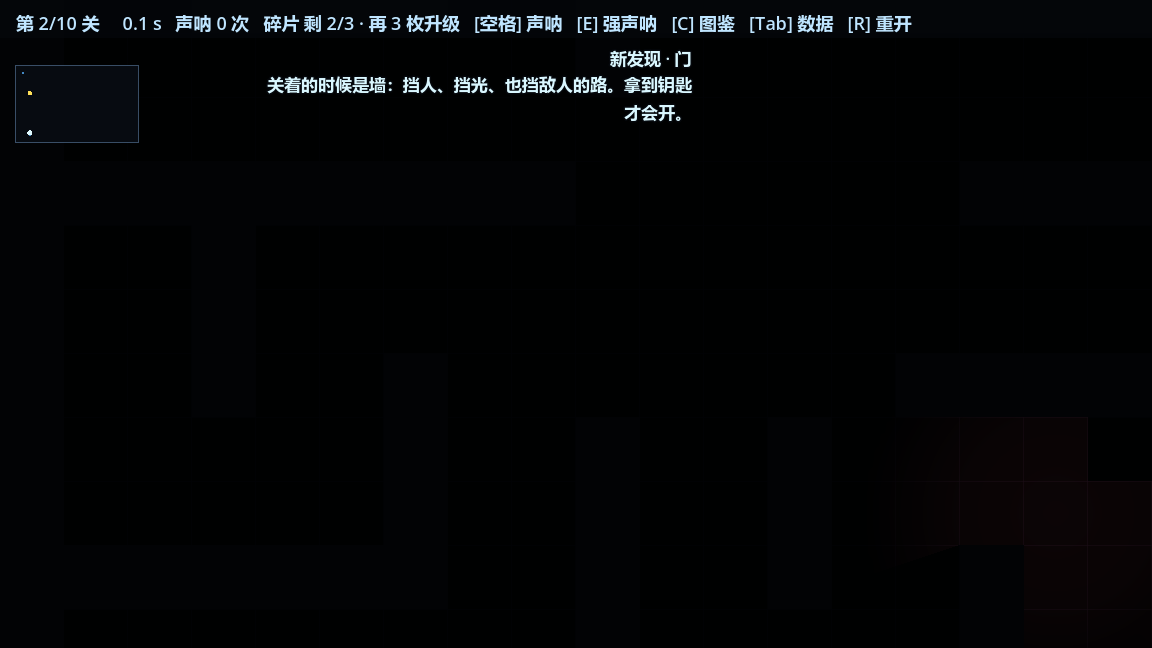 第 2/10 关 0.1 s 声呐 0 次 碎片 剩 2/3 · 再 3 枚升级 [空格] 声呐 [E] 强声呐 [C] 图鉴 [Tab] 数据 [R] 重开
新发现 · 门
关着的时候是墙：挡人、挡光、也挡敌人的路。拿到钥匙
才会开。